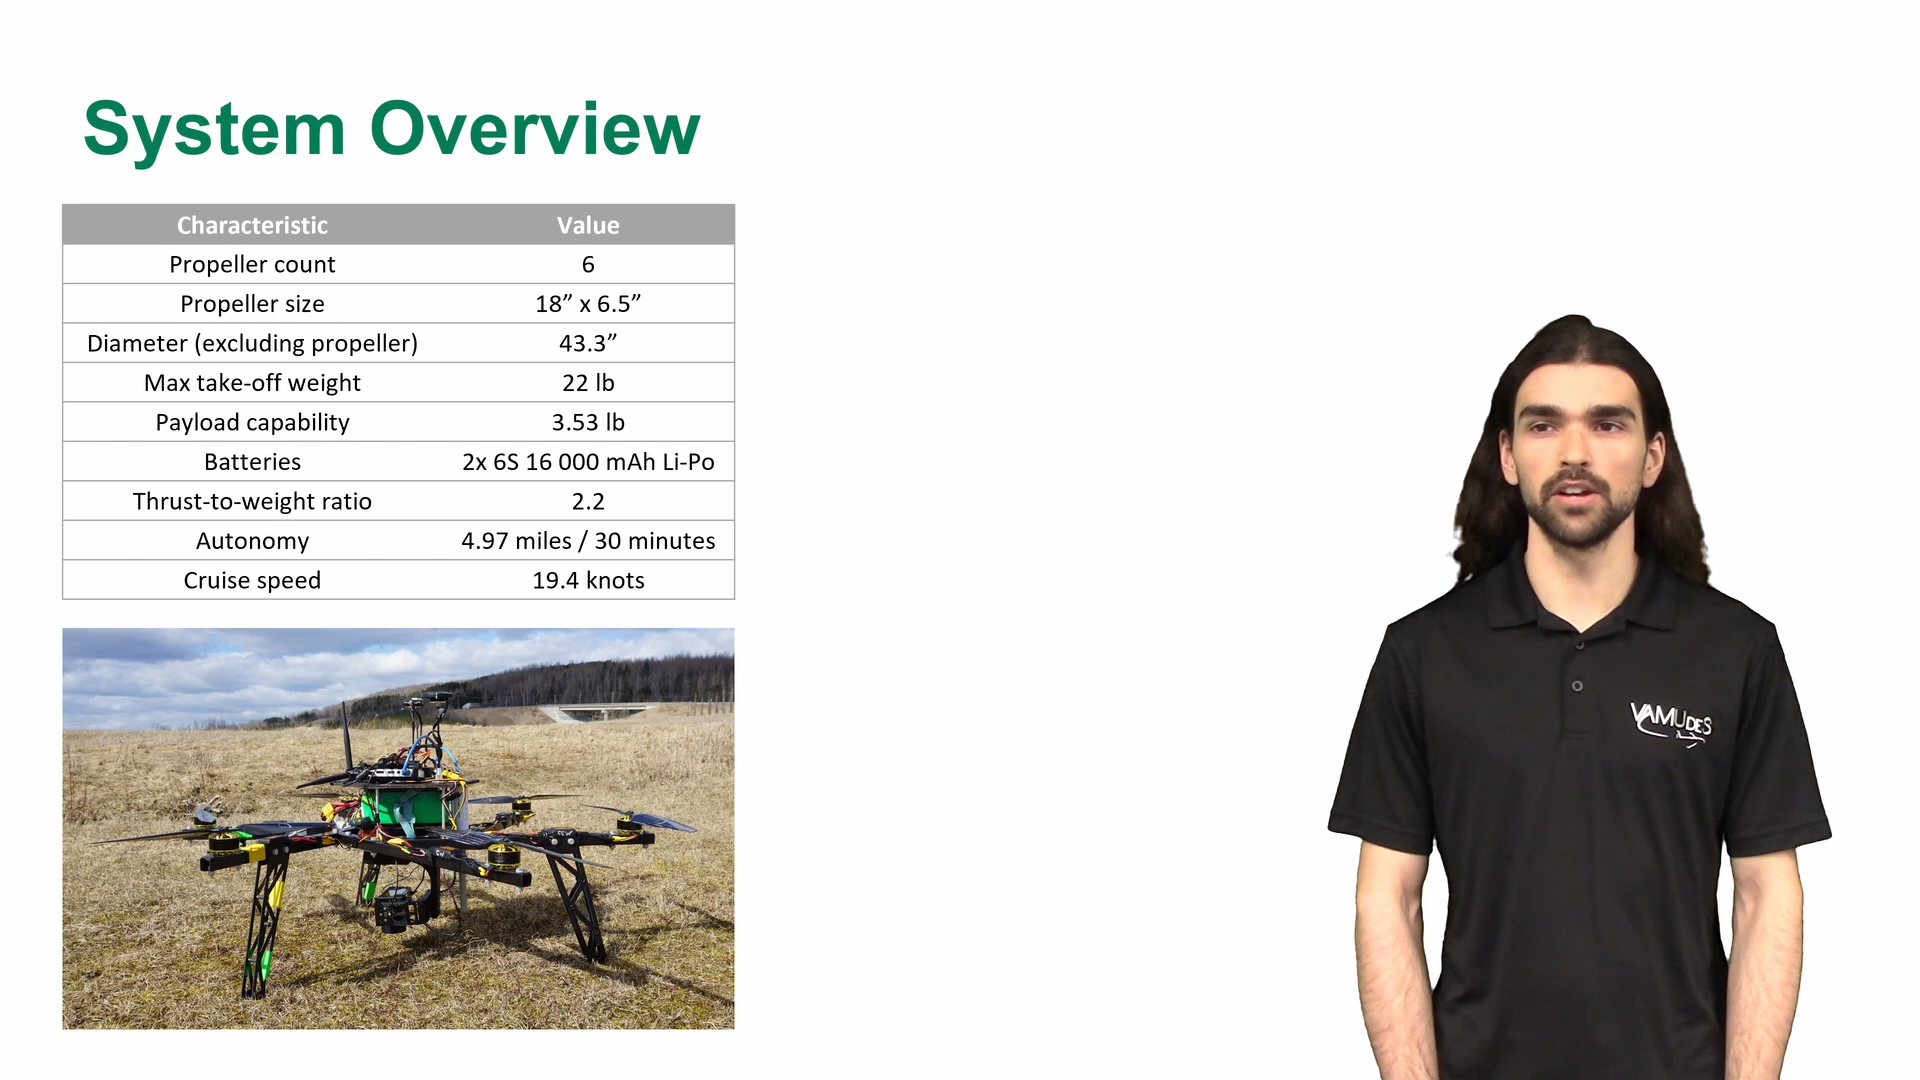 System Overview
Characteristic Value
Propeller count 6
Propeller size 18” x 6.5”
Diameter (excluding propeller) 43.3”
Max take-off weight 22 lb
Payload capability 3.53 lb
Batteries 2x 6S 16 000 mAh Li-Po
Thrust-to-weight ratio 2.2
Autonomy 4.97 miles / 30 minutes
Cruise speed 19.4 knots
VAMUDES